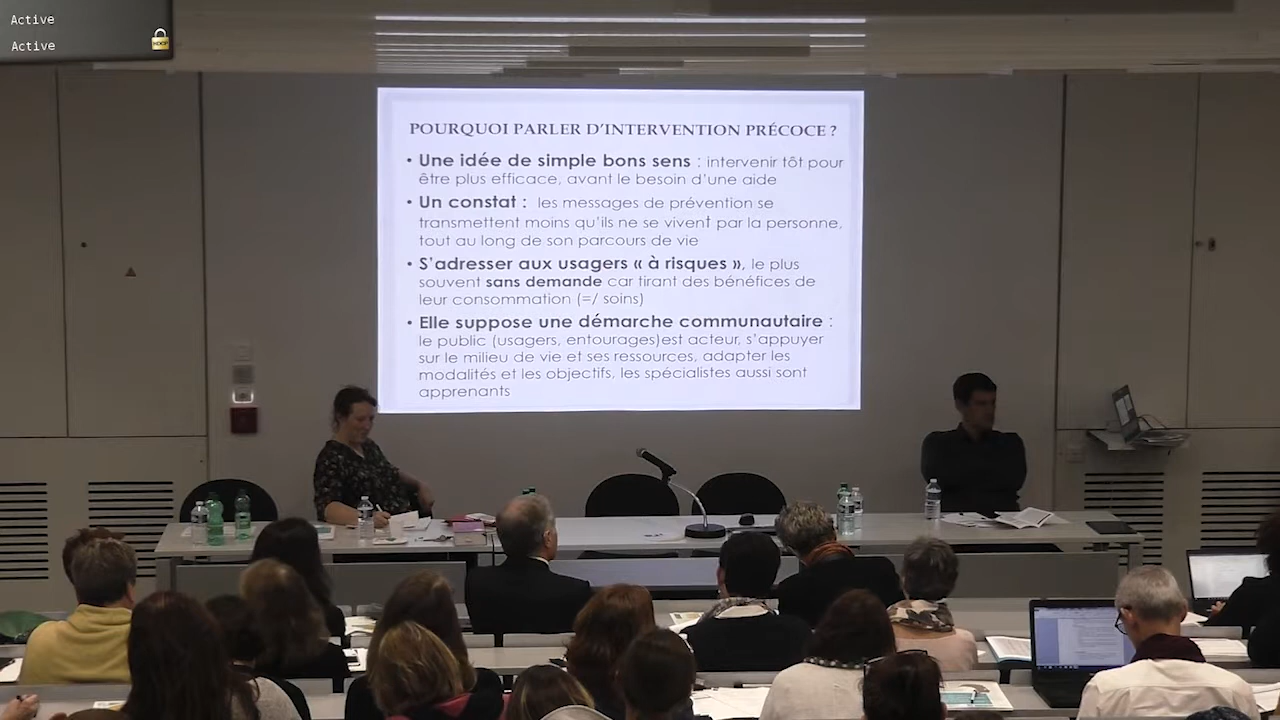 Active
Active
POURQUOI PARLER D'INTERVENTION PRÉCOCE ?
• Une idée de simple bons sens : intervenir tôt pour
être plus efficace, avant le besoin d'une aide
• Un constat : les messages de prévention se
transmettent moins qu'ils ne se vivent par la personne,
tout au long de son parcours de vie
• S'adresser aux usagers « à risques », le plus
souvent sans demande car tirant des bénéfices de
leur consommation (=/ soins)
• Elle suppose une démarche communautaire :
le public (usagers, entourages)est acteur, s'appuyer
sur le milieu de vie et ses ressources, adapter les
modalités et les objectifs, les spécialistes aussi sont
apprenants